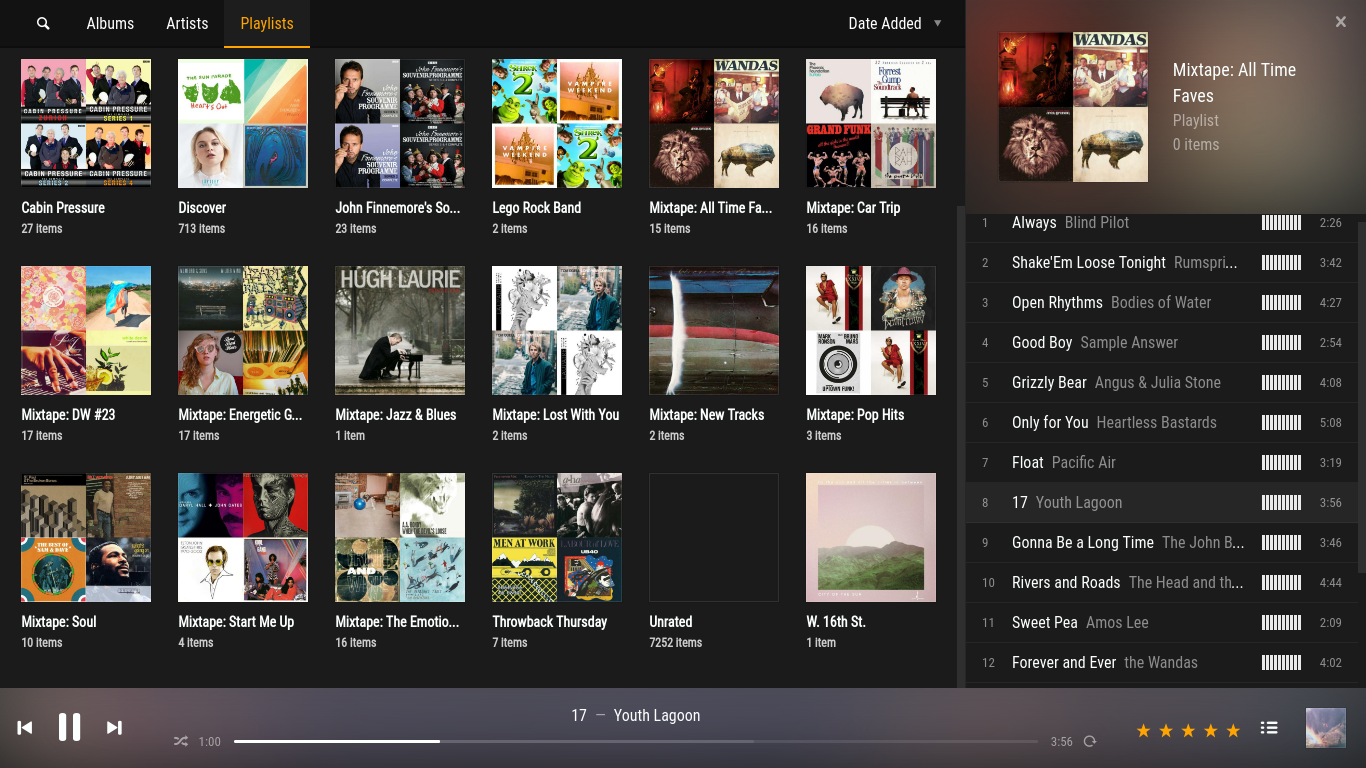 Albums Artists Playlists Date Added
Cabin Pressure
27 items
Discover
713 items
John Finnemore's So...
23 items
Lego Rock Band
2 items
Mixtape: All Time Fa...
15 items
Mixtape: Car Trip
16 items
Mixtape: DW #23
17 items
Mixtape: Energetic G...
17 items
HUGH LAURIE
Mixtape: Jazz & Blues
1 item
Mixtape: Lost With You
2 items
Mixtape: New Tracks
2 items
Mixtape: Pop Hits
3 items
Mixtape: Soul
10 items
Mixtape: Start Me Up
4 items
Mixtape: The Emotio...
16 items
MEN AT WORK
Throwback Thursday
7 items
Unrated
7252 items
W. 16th St.
1 item
WANDAS
Mixtape: All Time
Faves
Playlist
0 items
1 Always Blind Pilot 2:26
2 Shake'Em Loose Tonight Rumspri... 3:42
3 Open Rhythms Bodies of Water 4:27
4 Good Boy Sample Answer 2:54
5 Grizzly Bear Angus & Julia Stone 4:08
6 Only for You Heartless Bastards 5:08
7 Float Pacific Air 3:19
8 17 Youth Lagoon 3:56
9 Gonna Be a Long Time The John B... 3:46
10 Rivers and Roads The Head and th... 4:44
11 Sweet Pea Amos Lee 2:09
12 Forever and Ever the Wandas 4:02
17 — Youth Lagoon
1:00 3:56